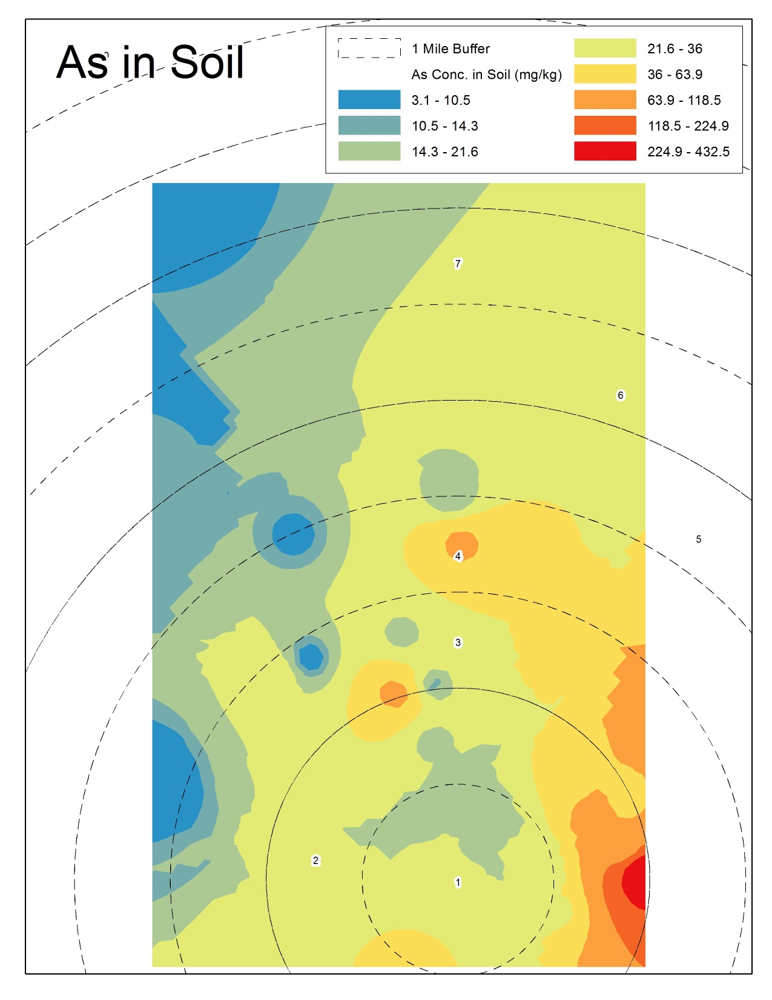 As in Soil
1 Mile Buffer
As Conc. in Soil (mg/kg)
3.1 - 10.5
10.5 - 14.3
14.3 - 21.6
21.6 - 36
36 - 63.9
63.9 - 118.5
118.5 - 224.9
224.9 - 432.5
7
6
5
4
3
2
1